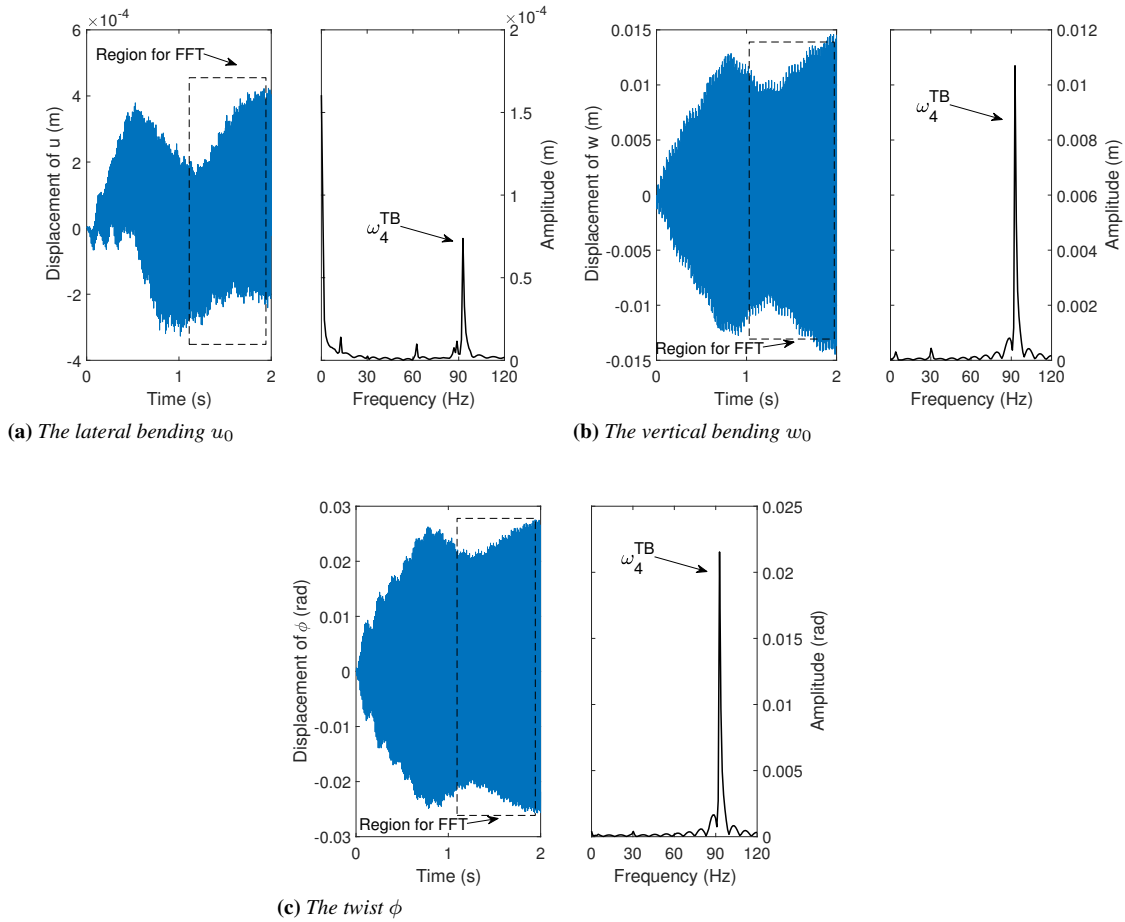 ×10-4
6
4
2
0
-2
-4
Displacement of u (m)
0 1 2
Time (s)
Region for FFT
×10-4
2
1.5
1
0.5
0
Amplitude (m)
0 30 60 90 120
Frequency (Hz)
ω4TB
(a) The lateral bending u0
0.015
0.01
0.005
0
-0.005
-0.01
-0.015
Displacement of w (m)
0 1 2
Time (s)
Region for FFT
0.012
0.01
0.008
0.006
0.004
0.002
0
Amplitude (m)
0 30 60 90 120
Frequency (Hz)
ω4TB
(b) The vertical bending w0
0.03
0.02
0.01
0
-0.01
-0.02
-0.03
Displacement of ϕ (rad)
0 1 2
Time (s)
Region for FFT
0.025
0.02
0.015
0.01
0.005
0
Amplitude (rad)
0 30 60 90 120
Frequency (Hz)
ω4TB
(c) The twist ϕ